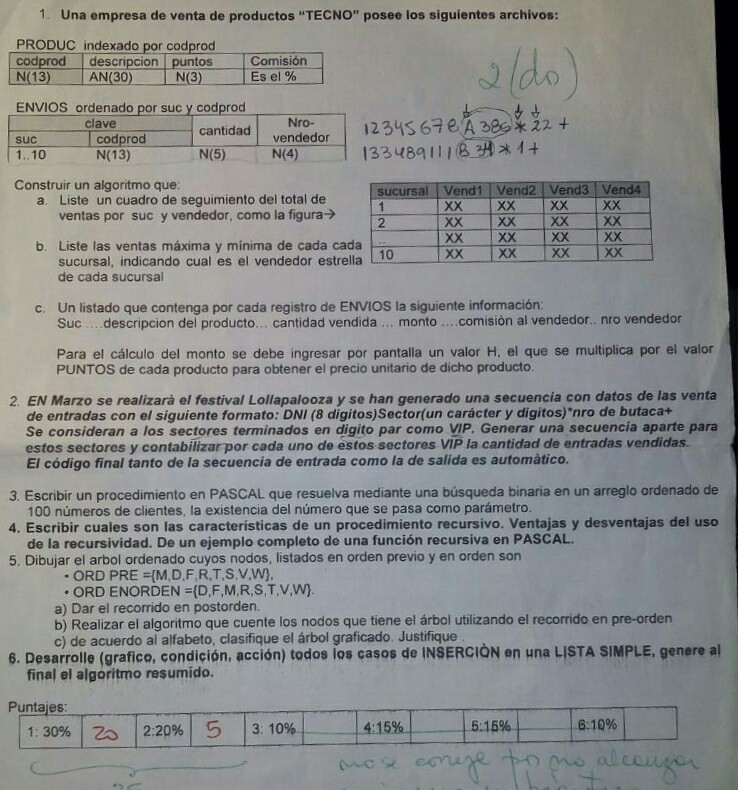 1. Una empresa de venta de productos "TECNO" posee los siguientes archivos:
PRODUC indexado por codprod
codprod descripcion puntos Comisión
N(13) AN(30) N(3) Es el %
2(do)
ENVIOS ordenado por suc y codprod
clave cantidad Nro-vendedor
suc codprod
1..10 N(13) N(5) N(4)
12345678 A386*22+
133489111 B 34*1+
Construir un algoritmo que:
a. Liste un cuadro de seguimiento del total de
ventas por suc y vendedor, como la figura→
sucursal Vend1 Vend2 Vend3 Vend4
1 XX XX XX XX
2 XX XX XX XX
.. XX XX XX XX
10 XX XX XX XX
b. Liste las ventas máxima y mínima de cada cada
sucursal, indicando cual es el vendedor estrella
de cada sucursal
c. Un listado que contenga por cada registro de ENVIOS la siguiente información:
Suc ....descripcion del producto... cantidad vendida ... monto ....comisiòn al vendedor.. nro vendedor
Para el cálculo del monto se debe ingresar por pantalla un valor H, el que se multiplica por el valor
PUNTOS de cada producto para obtener el precio unitario de dicho producto.
2. EN Marzo se realizarà el festival Lollapalooza y se han generado una secuencia con datos de las venta
de entradas con el siguiente formato: DNI (8 digitos)Sector(un carácter y digitos)*nro de butaca+
Se consideran a los sectores terminados en digito par como VIP. Generar una secuencia aparte para
estos sectores y contabilizar por cada uno de estos sectores VIP la cantidad de entradas vendidas.
El código final tanto de la secuencia de entrada como la de salida es automàtico.
3. Escribir un procedimiento en PASCAL que resuelva mediante una búsqueda binaria en un arreglo ordenado de
100 números de clientes, la existencia del número que se pasa como parámetro.
4. Escribir cuales son las características de un procedimiento recursivo. Ventajas y desventajas del uso
de la recursividad. De un ejemplo completo de una función recursiva en PASCAL.
5. Dibujar el arbol ordenado cuyos nodos, listados en orden previo y en orden son
• ORD PRE ={M,D,F,R,T,S.V,W},
• ORD ENORDEN ={D,F,M,R,S,T,V,W}.
a) Dar el recorrido en postorden.
b) Realizar el algoritmo que cuente los nodos que tiene el árbol utilizando el recorrido en pre-orden
c) de acuerdo al alfabeto, clasifique el árbol graficado. Justifique .
6. Desarrolle (grafico, condición, acción) todos los casos de INSERCIÒN en una LISTA SIMPLE, genere al
final el algoritmo resumido.
Puntajes:
1: 30% 20 2:20% 5 3: 10% 4:15% 5:15% 6:10%
no se corrige por no alcanzar